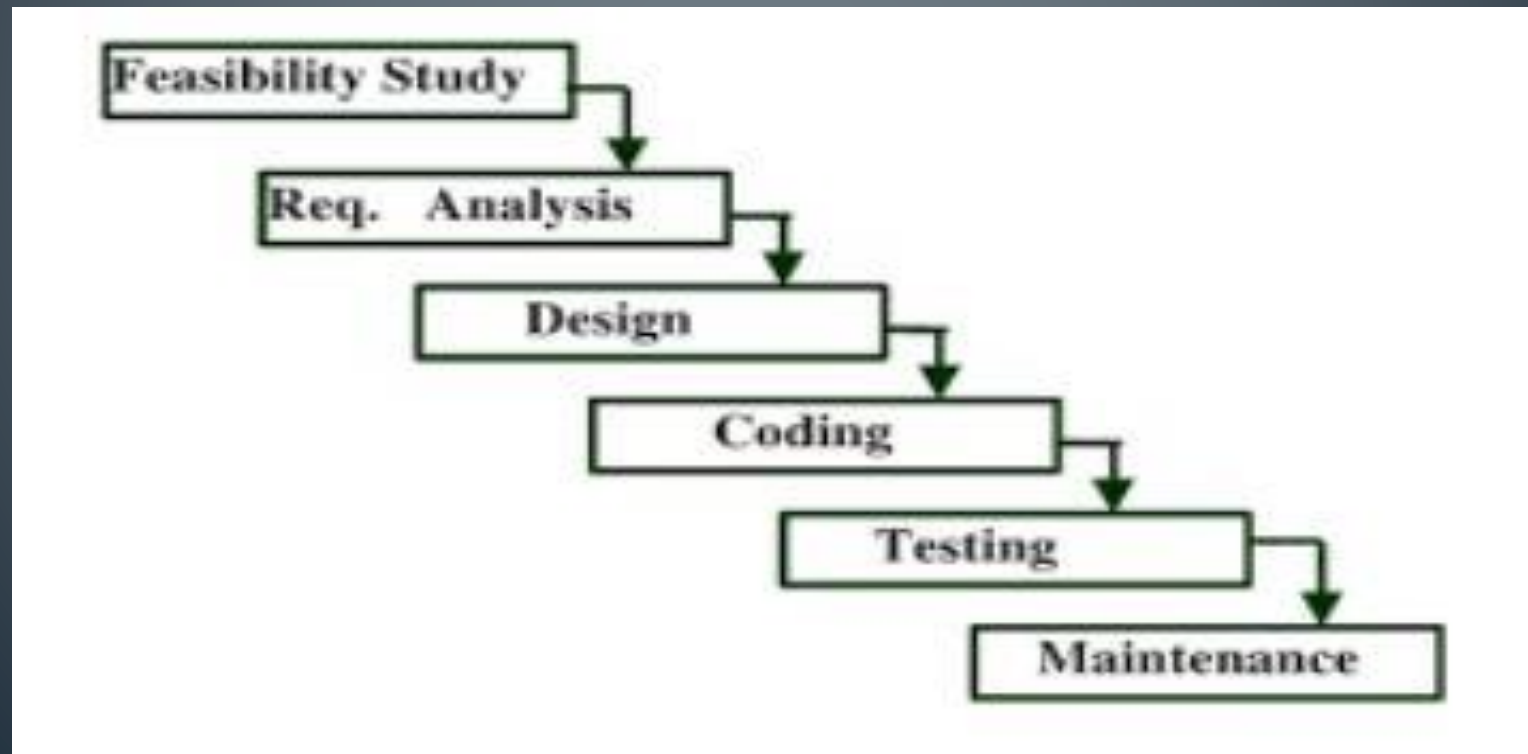 Feasibility Study
Req. Analysis
Design
Coding
Testing
Maintenance